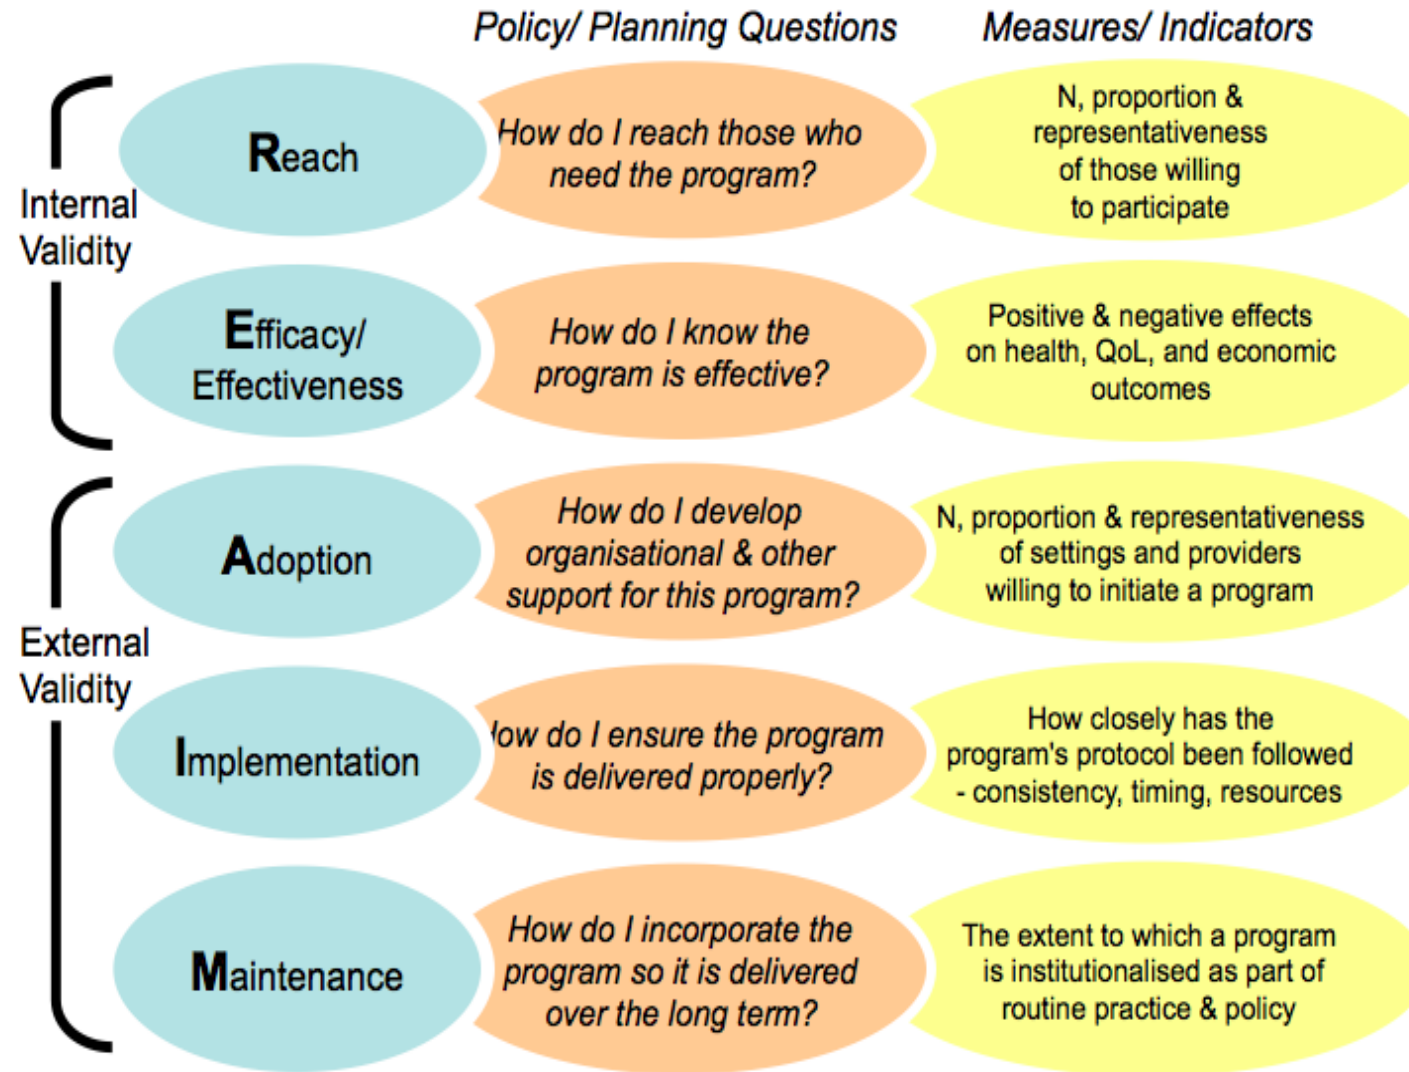 Policy/ Planning Questions
Measures/ Indicators
Internal
Validity
Reach
How do I reach those who
need the program?
N, proportion &
representativeness
of those willing
to participate
Efficacy/
Effectiveness
How do I know the
program is effective?
Positive & negative effects
on health, QoL, and economic
outcomes
External
Validity
Adoption
How do I develop
organisational & other
support for this program?
N, proportion & representativeness
of settings and providers
willing to initiate a program
Implementation
How do I ensure the program
is delivered properly?
How closely has the
program's protocol been followed
- consistency, timing, resources
Maintenance
How do I incorporate the
program so it is delivered
over the long term?
The extent to which a program
is institutionalised as part of
routine practice & policy